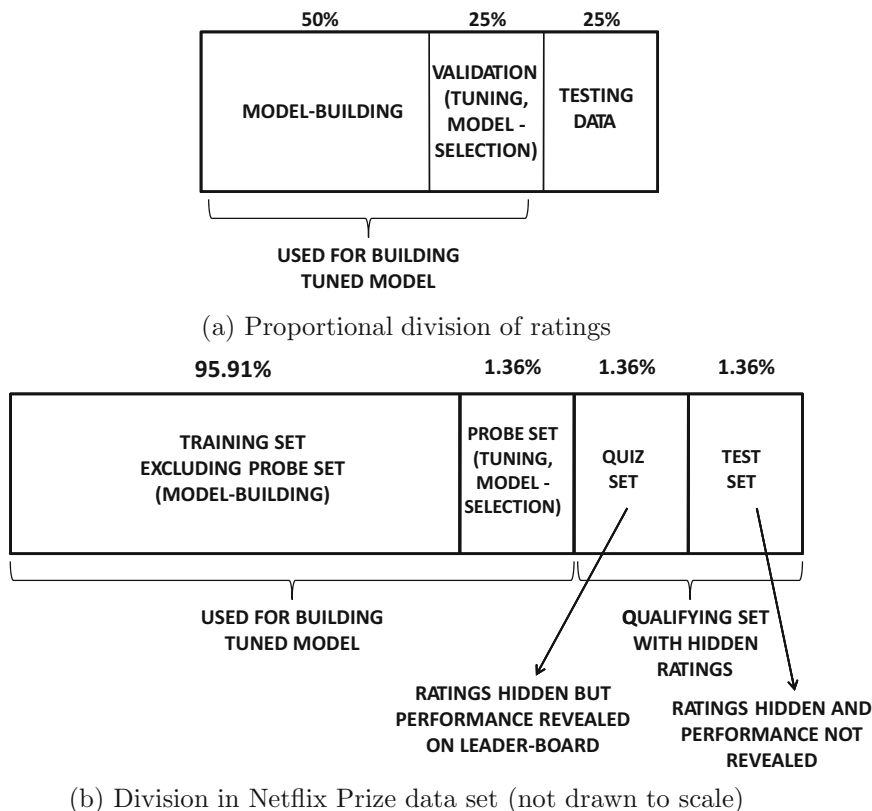 50% 25% 25%
MODEL-BUILDING
VALIDATION
(TUNING,
MODEL -
SELECTION)
TESTING
DATA
USED FOR BUILDING
TUNED MODEL
(a) Proportional division of ratings
95.91% 1.36% 1.36% 1.36%
TRAINING SET
EXCLUDING PROBE SET
(MODEL-BUILDING)
PROBE SET
(TUNING,
MODEL -
SELECTION)
QUIZ
SET
TEST
SET
USED FOR BUILDING
TUNED MODEL
QUALIFYING SET
WITH HIDDEN
RATINGS
RATINGS HIDDEN BUT
PERFORMANCE REVEALED
ON LEADER-BOARD
RATINGS HIDDEN AND
PERFORMANCE NOT
REVEALED
(b) Division in Netflix Prize data set (not drawn to scale)